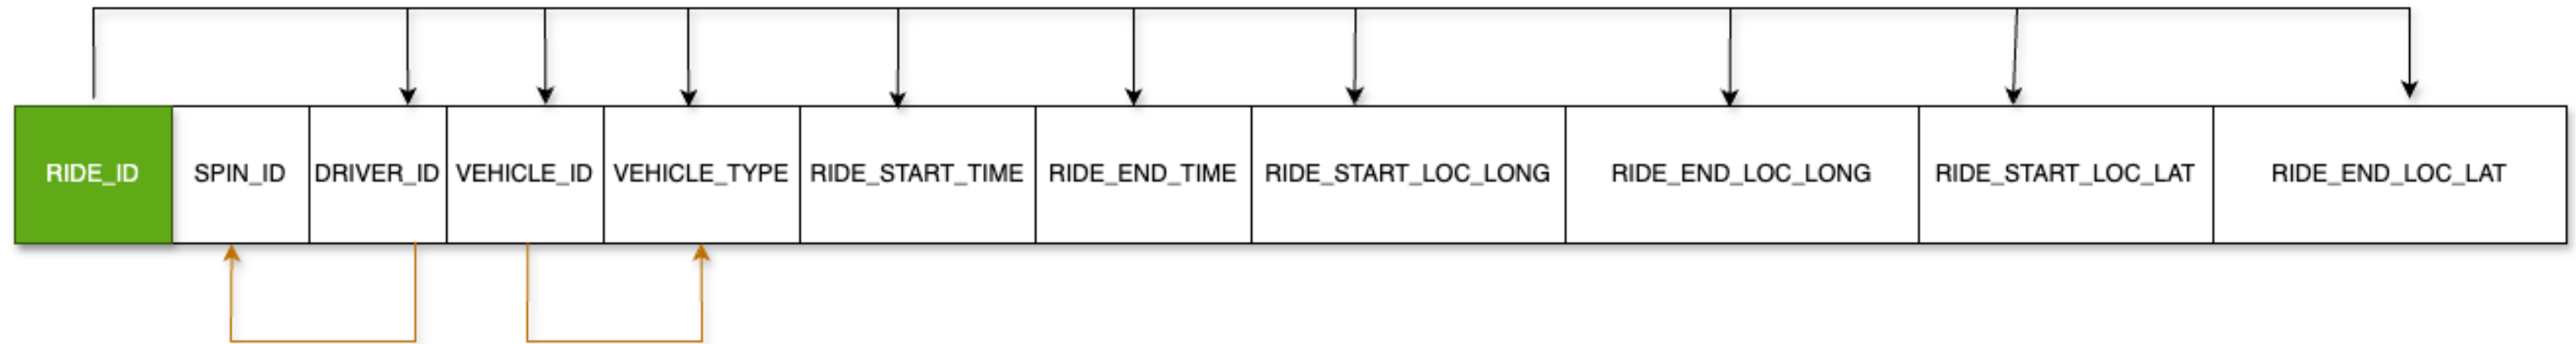 RIDE_ID SPIN_ID DRIVER_ID VEHICLE_ID VEHICLE_TYPE RIDE_START_TIME RIDE_END_TIME RIDE_START_LOC_LONG RIDE_END_LOC_LONG RIDE_START_LOC_LAT RIDE_END_LOC_LAT